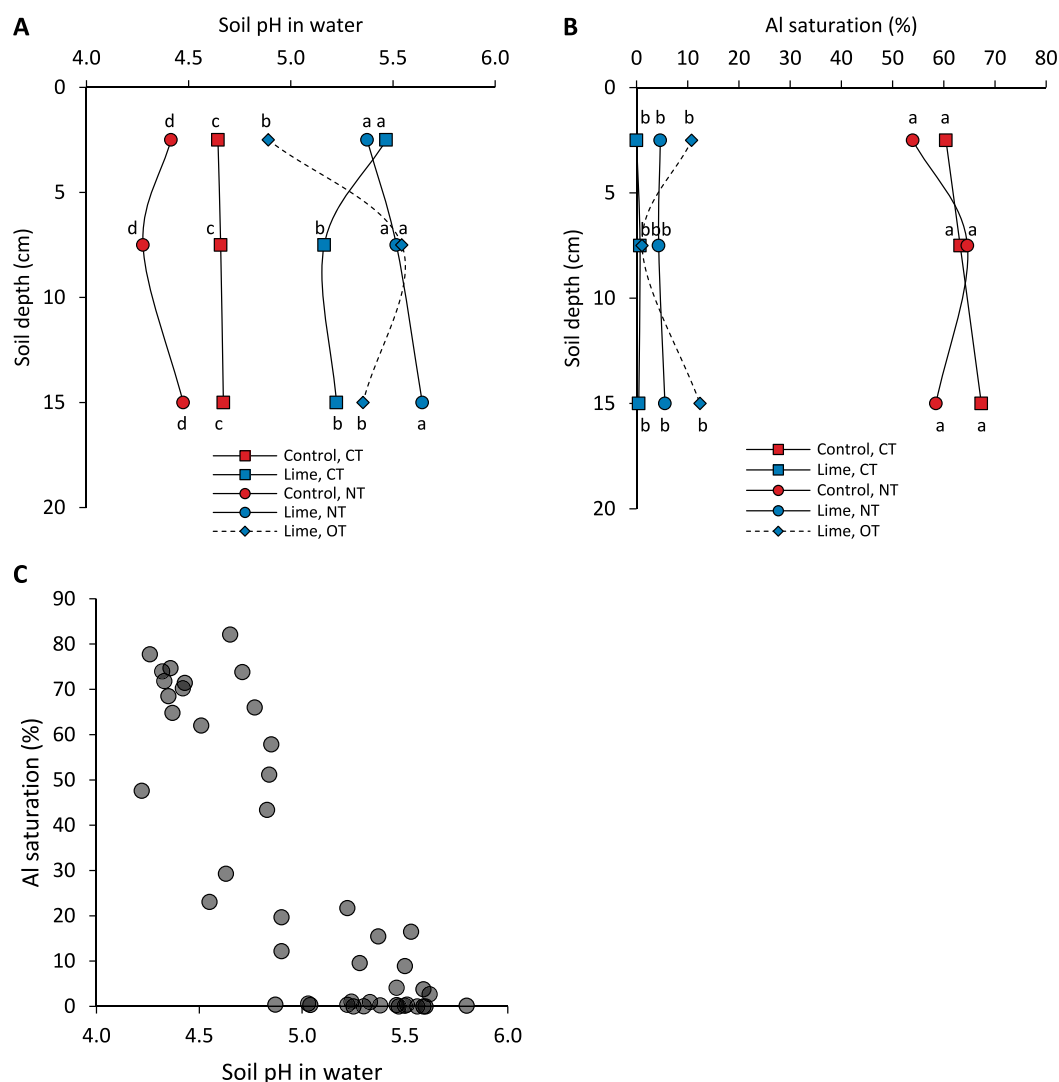 A
Soil pH in water
4.0 4.5 5.0 5.5 6.0
0
5
10
15
20
Soil depth (cm)
d c b a a
d c b a a
d c b b a
Control, CT
Lime, CT
Control, NT
Lime, NT
Lime, OT
B
Al saturation (%)
0 10 20 30 40 50 60 70 80
0
5
10
15
20
Soil depth (cm)
b b b a a
b b b a a
b b b a a
Control, CT
Lime, CT
Control, NT
Lime, NT
Lime, OT
C
90
80
70
60
50
40
30
20
10
0
Al saturation (%)
4.0 4.5 5.0 5.5 6.0
Soil pH in water